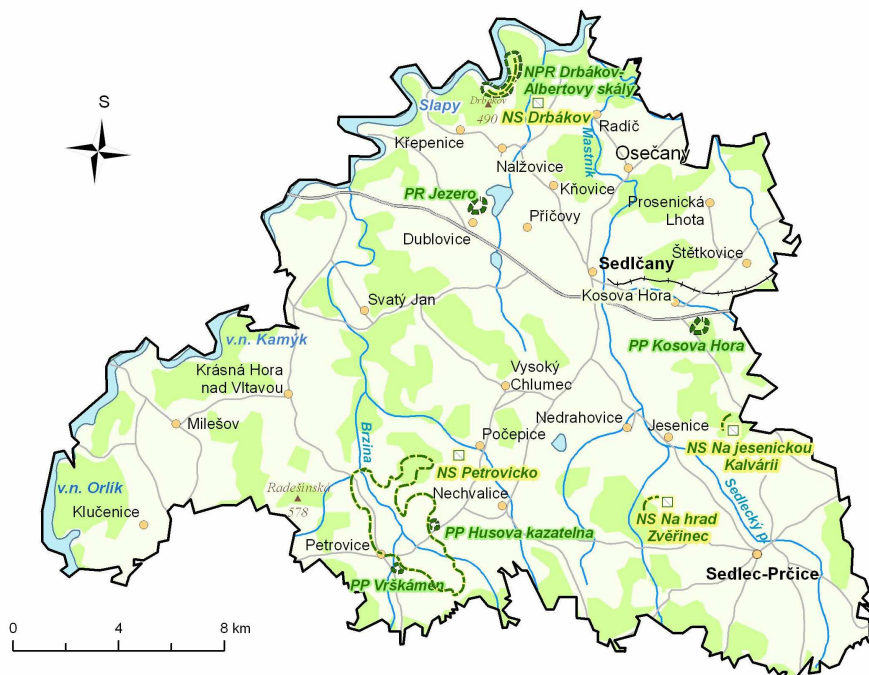 S
NPR Drbákov-
Albertovy skály
Drbákov
490
Slapy
NS Drbákov
Radíč
Mastník
Křepenice
Nalžovice
Osečany
Kňovice
PR Jezero
Prosenická
Lhota
Příčovy
Dublovice
Štětkovice
Sedlčany
Kosova Hora
Svatý Jan
v.n. Kamýk
PP Kosova Hora
Krásná Hora
nad Vltavou
Vysoký
Chlumec
Milešov
Nedrahovice
Jesenice
Brzina
Počepice
NS Na jesenickou
Kalvárii
NS Petrovicko
v.n. Orlík
Radešínská
578
Nechvalice
Sedlecký p.
Klučenice
PP Husova kazatelna
NS Na hrad
Zvěřinec
Petrovice
PP Vrškámen
Sedlec-Prčice
0 4 8 km